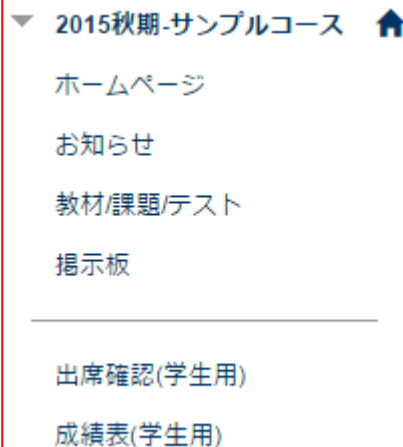 2015秋期-サンプルコース
ホームページ
お知らせ
教材/課題/テスト
掲示板
出席確認(学生用)
成績表(学生用)